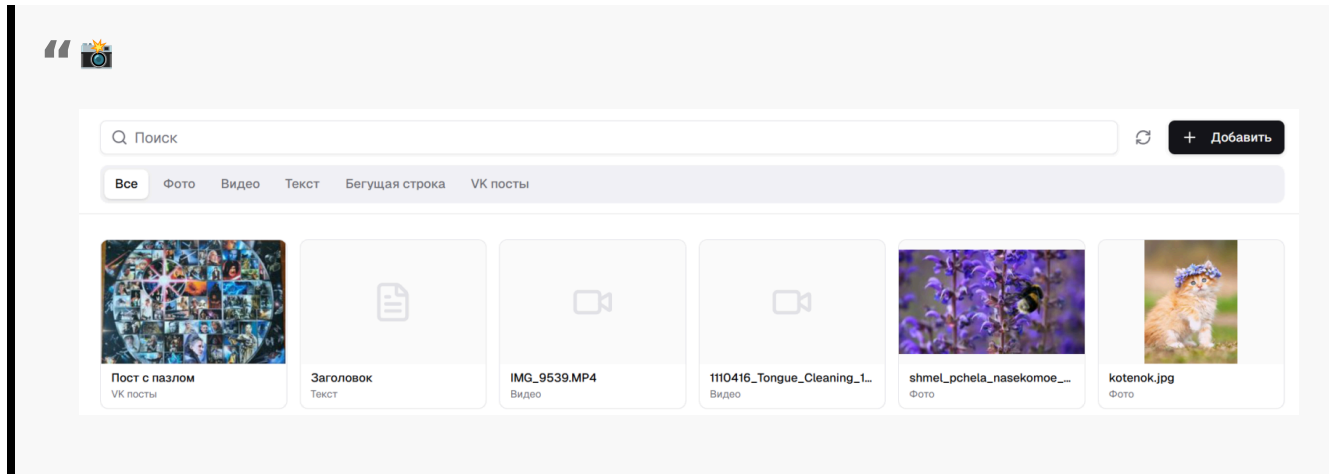 “
Поиск
+ Добавить
Все Фото Видео Текст Бегущая строка VK посты
Пост с пазлом
VK посты
Заголовок
Текст
IMG_9539.MP4
Видео
1110416_Tongue_Cleaning_1...
Видео
shmel_pchela_nasekomoe_...
Фото
kotenok.jpg
Фото